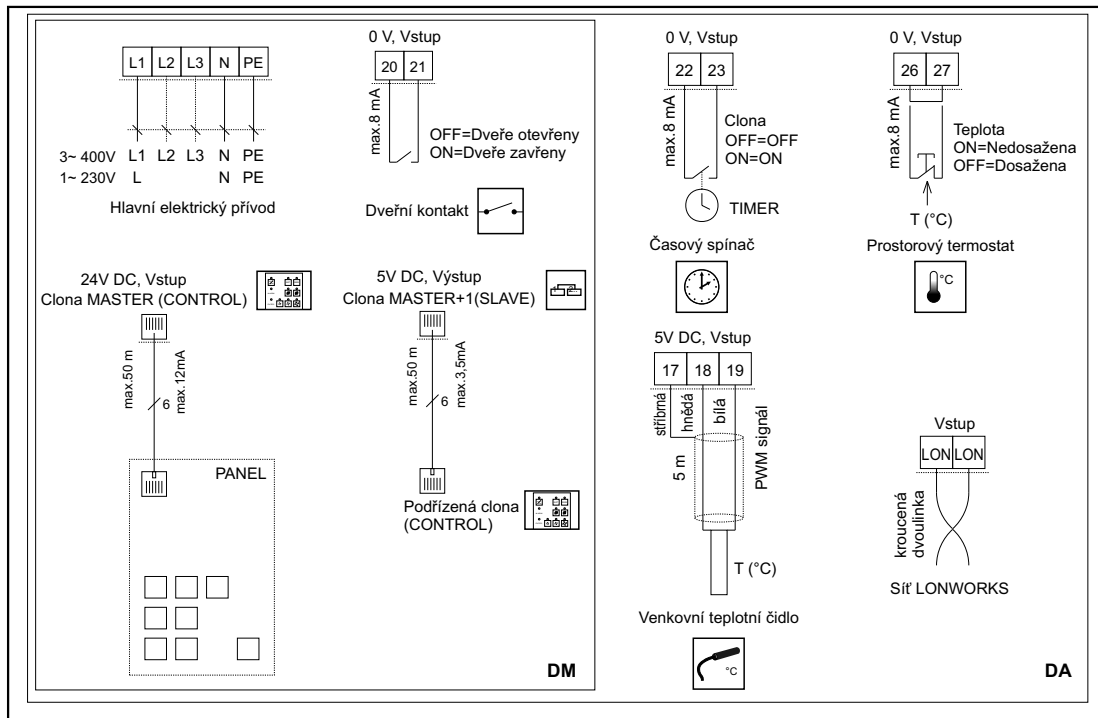 L1 L2 L3 N PE
3~ 400V L1 L2 L3 N PE
1~ 230V L N PE
Hlavní elektrický přívod
0 V, Vstup
20 21
max.8 mA
OFF=Dveře otevřeny
ON=Dveře zavřeny
Dveřní kontakt
24V DC, Vstup
Clona MASTER (CONTROL)
max.50 m
max.12mA
6
PANEL
5V DC, Výstup
Clona MASTER+1(SLAVE)
max.50 m
max.3,5mA
6
Podřízená clona
(CONTROL)
DM
0 V, Vstup
22 23
max.8 mA
Clona
OFF=OFF
ON=ON
TIMER
Časový spínač
0 V, Vstup
26 27
max.8 mA
Teplota
ON=Nedosažena
OFF=Dosažena
T (°C)
Prostorový termostat
°C
5V DC, Vstup
17 18 19
stříbrná
hnědá
bílá
5 m
PWM signál
T (°C)
Venkovní teplotní čidlo
°C
Vstup
LON LON
kroucená
dvoulinka
Síť LONWORKS
DA